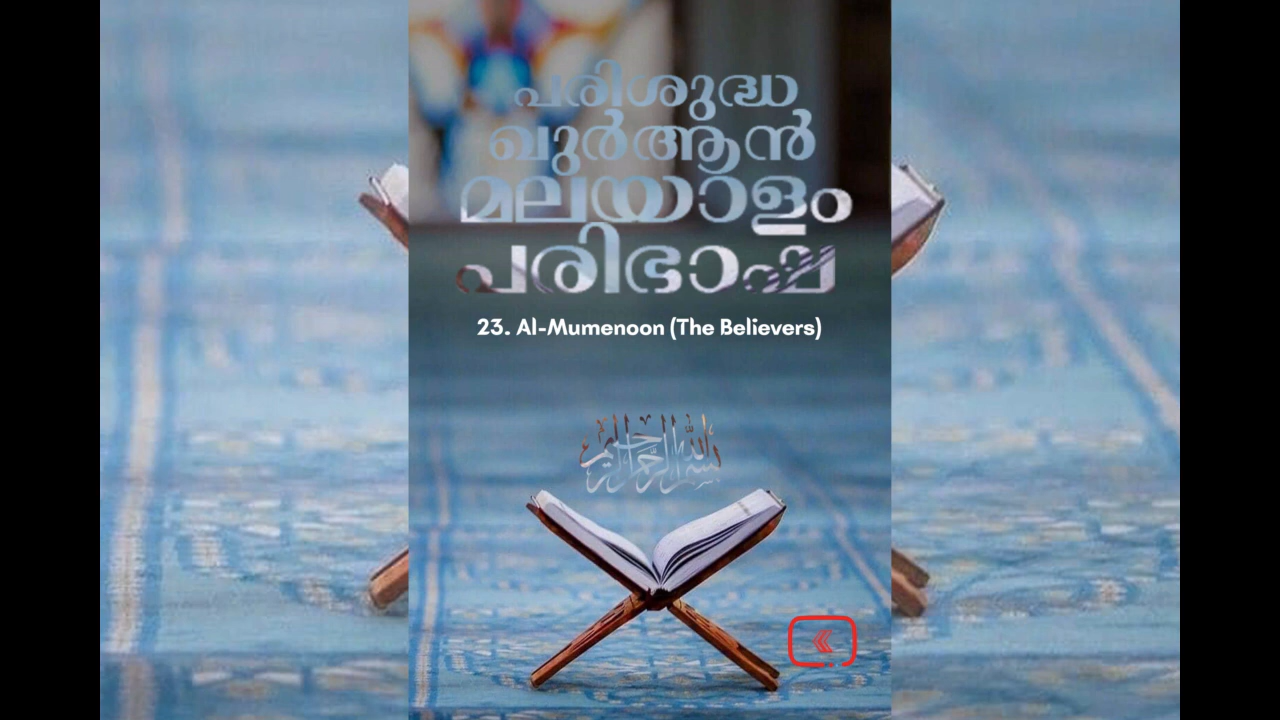 പരിശുദ്ധ
ഖുർആൻ
മലയാളം
പരിഭാഷ
23. Al-Mumenoon (The Believers)
بسم الله الرحمن الرحيم